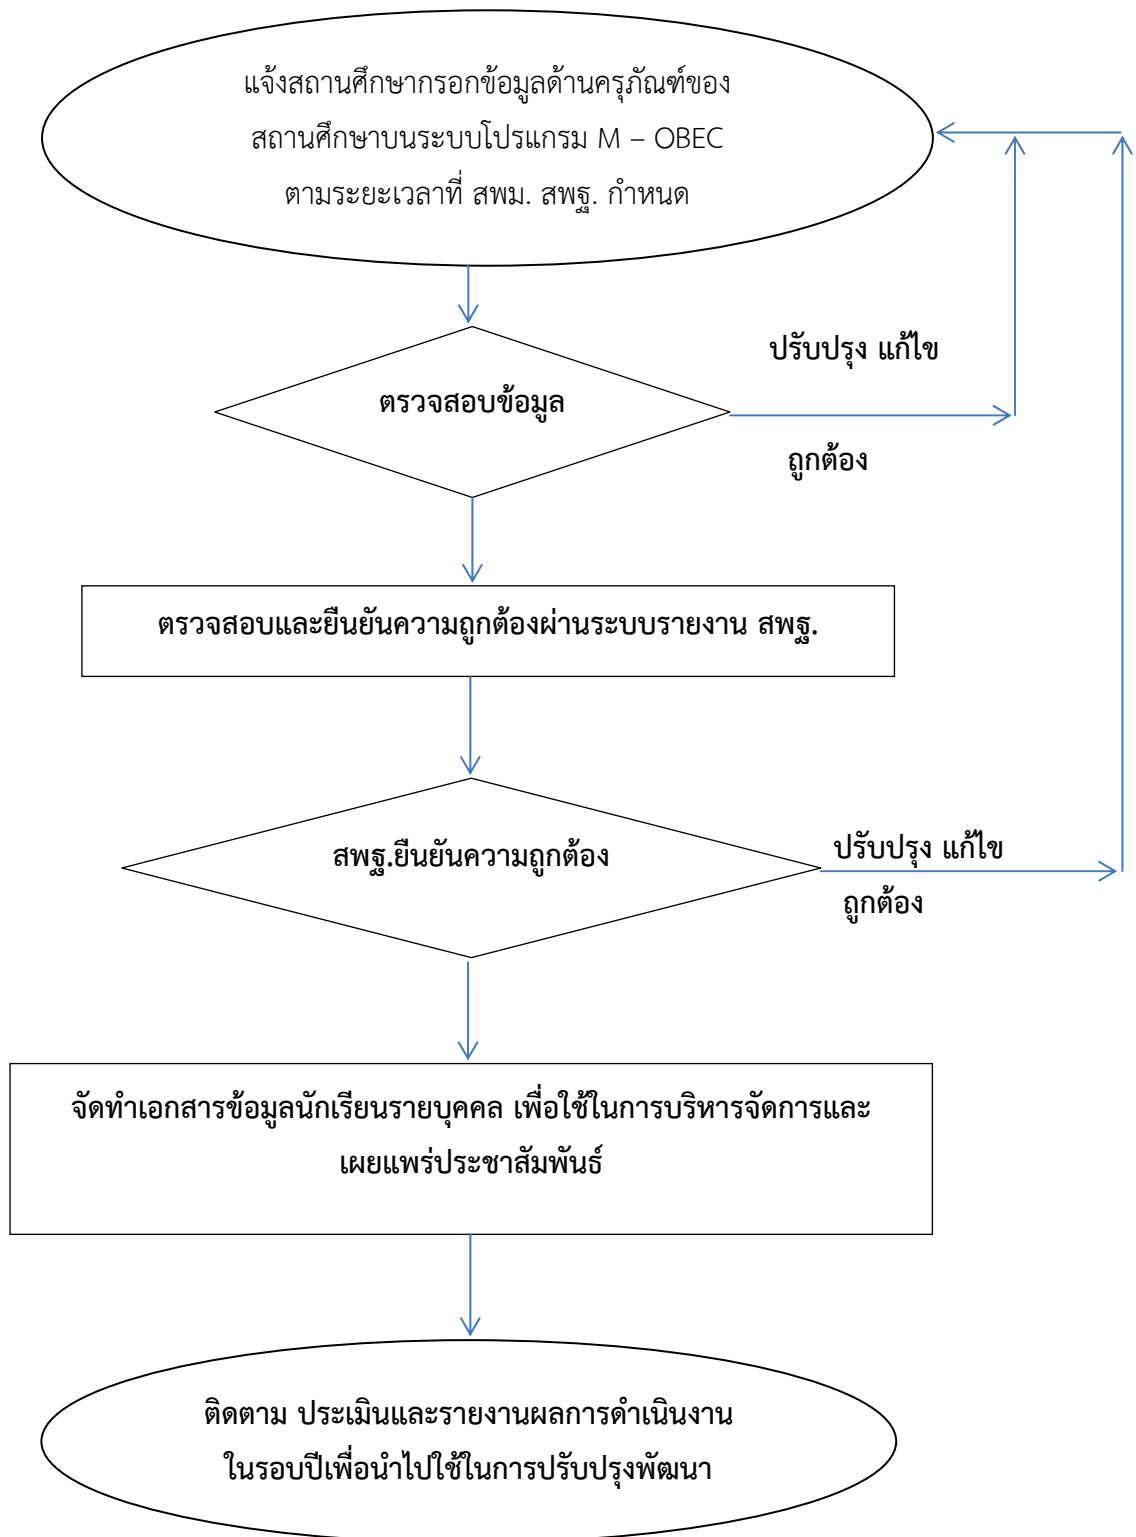 แจ้งสถานศึกษากรอกข้อมูลด้านครุภัณฑ์ของ
สถานศึกษาบนระบบโปรแกรม M – OBEC
ตามระยะเวลาที่ สพม. สพฐ. กำหนด
ปรับปรุง แก้ไข
ตรวจสอบข้อมูล
ถูกต้อง
ตรวจสอบและยืนยันความถูกต้องผ่านระบบรายงาน สพฐ.
สพฐ.ยืนยันความถูกต้อง
ปรับปรุง แก้ไข
ถูกต้อง
จัดทำเอกสารข้อมูลนักเรียนรายบุคคล เพื่อใช้ในการบริหารจัดการและ
เผยแพร่ประชาสัมพันธ์
ติดตาม ประเมินและรายงานผลการดำเนินงาน
ในรอบปีเพื่อนำไปใช้ในการปรับปรุงพัฒนา